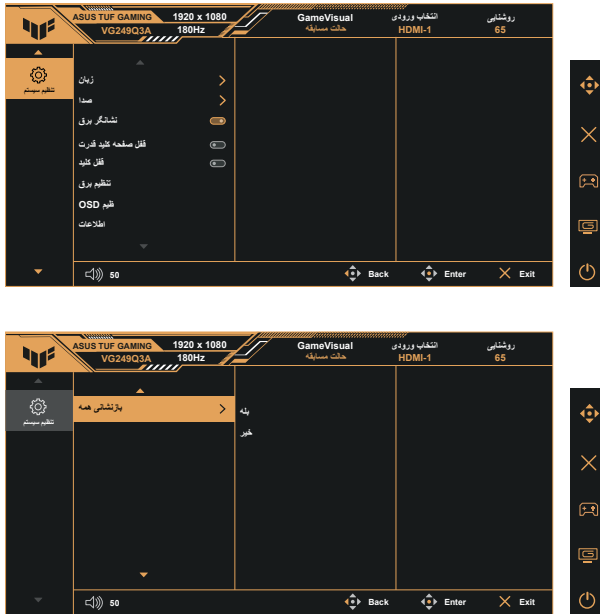 ASUS TUF GAMING
VG249Q3A
1920 x 1080
180Hz
GameVisual
حالت مسابقه
انتخاب ورودی
HDMI-1
روشنایی
65
تنظیم سیستم
زبان
صدا
نشانگر برق
قفل صفحه کلید قدرت
قفل کلید
تنظیم برق
ظیم OSD
اطلاعات
50
Back
Enter
Exit
ASUS TUF GAMING
VG249Q3A
1920 x 1080
180Hz
GameVisual
حالت مسابقه
انتخاب ورودی
HDMI-1
روشنایی
65
تنظیم سیستم
بازنشانی همه
بله
خیر
50
Back
Enter
Exit